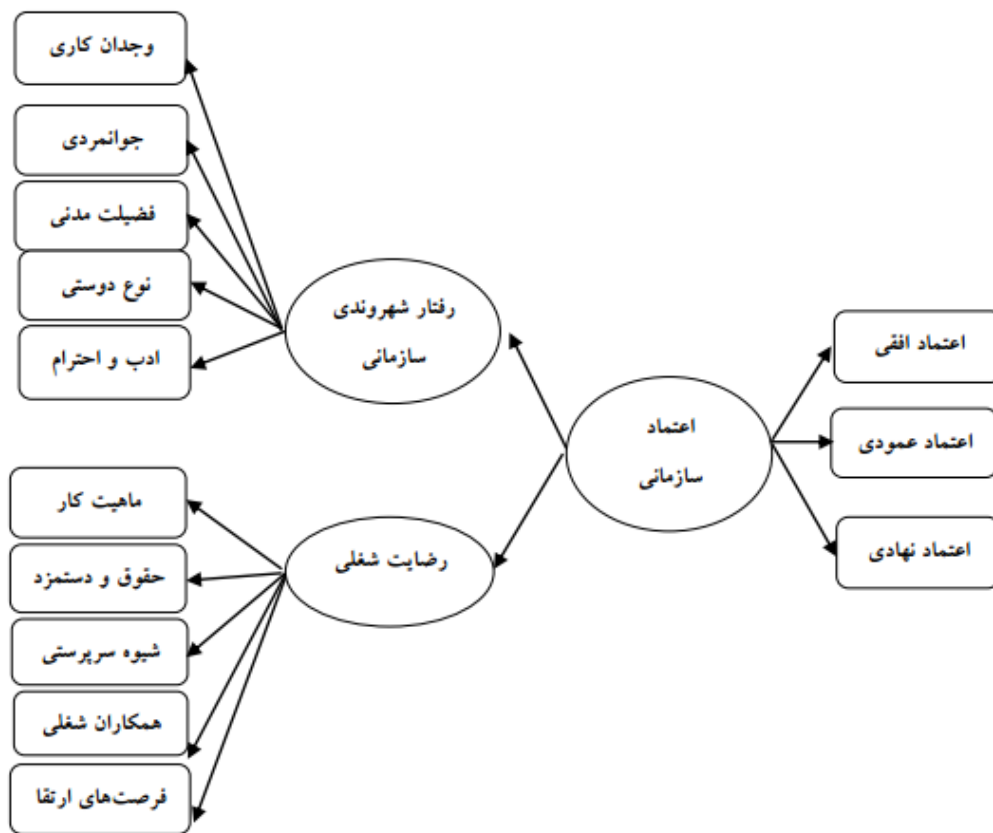 اعتماد افقی
اعتماد عمودی
اعتماد نهادی
اعتماد
سازمانی
رفتار شهروندی
سازمانی
وجدان کاری
جوانمردی
فضیلت مدنی
نوع دوستی
ادب و احترام
رضایت شغلی
ماهیت کار
حقوق و دستمزد
شیوه سرپرستی
همکاران شغلی
فرصت‌های ارتقا